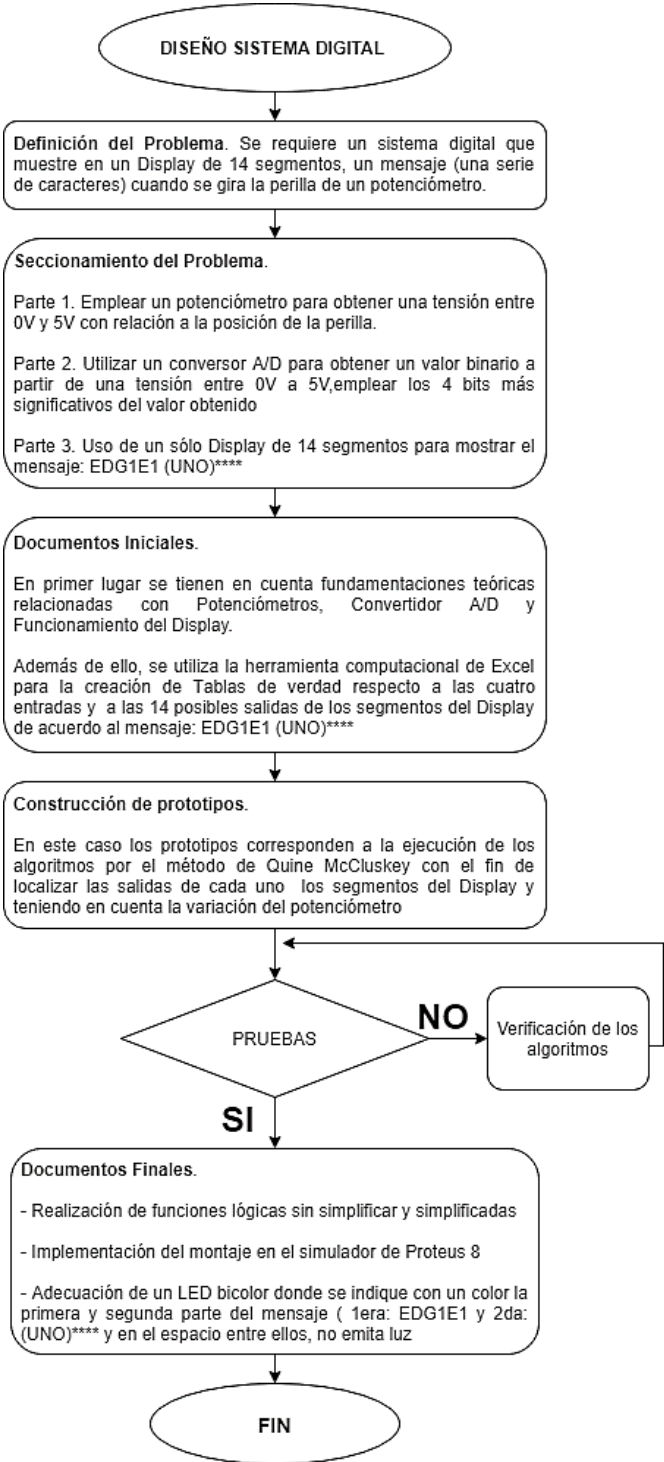 DISEÑO SISTEMA DIGITAL
Definición del Problema. Se requiere un sistema digital que
muestre en un Display de 14 segmentos, un mensaje (una serie
de caracteres) cuando se gira la perilla de un potenciómetro.
Seccionamiento del Problema.
Parte 1. Emplear un potenciómetro para obtener una tensión entre
0V y 5V con relación a la posición de la perilla.
Parte 2. Utilizar un conversor A/D para obtener un valor binario a
partir de una tensión entre 0V a 5V,emplear los 4 bits más
significativos del valor obtenido
Parte 3. Uso de un sólo Display de 14 segmentos para mostrar el
mensaje: EDG1E1 (UNO)****
Documentos Iniciales.
En primer lugar se tienen en cuenta fundamentaciones teóricas
relacionadas con Potenciómetros, Convertidor A/D y
Funcionamiento del Display.
Además de ello, se utiliza la herramienta computacional de Excel
para la creación de Tablas de verdad respecto a las cuatro
entradas y a las 14 posibles salidas de los segmentos del Display
de acuerdo al mensaje: EDG1E1 (UNO)****
Construcción de prototipos.
En este caso los prototipos corresponden a la ejecución de los
algoritmos por el método de Quine McCluskey con el fin de
localizar las salidas de cada uno los segmentos del Display y
teniendo en cuenta la variación del potenciómetro
PRUEBAS
NO
Verificación de los
algoritmos
SI
Documentos Finales.
- Realización de funciones lógicas sin simplificar y simplificadas
- Implementación del montaje en el simulador de Proteus 8
- Adecuación de un LED bicolor donde se indique con un color la
primera y segunda parte del mensaje ( 1era: EDG1E1 y 2da:
(UNO)**** y en el espacio entre ellos, no emita luz
FIN